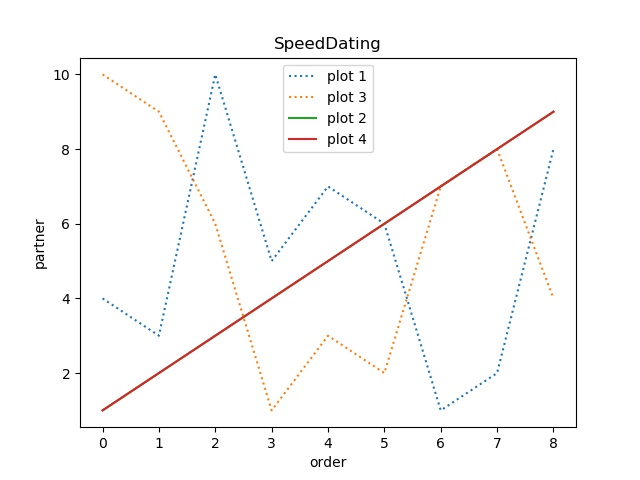 SpeedDating
plot 1
plot 3
plot 2
plot 4
partner
10
8
6
4
2
0 1 2 3 4 5 6 7 8
order